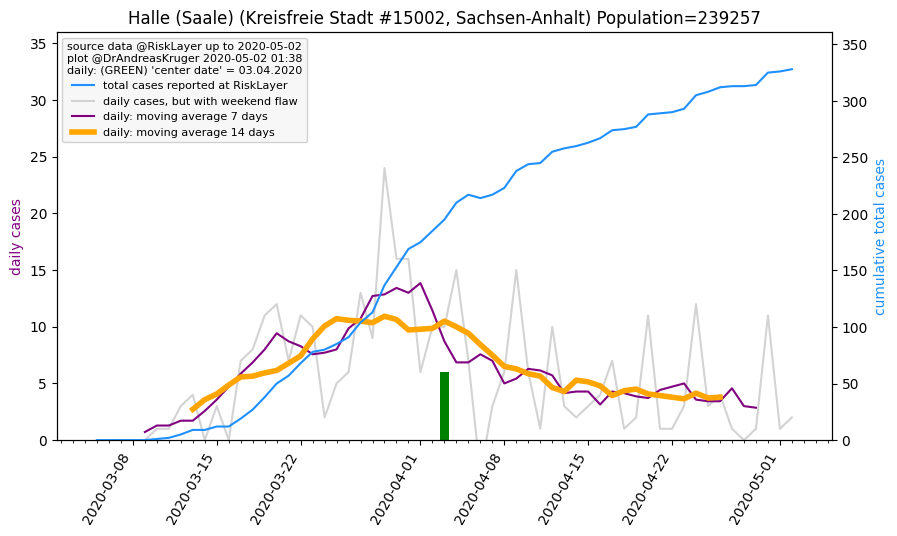 Halle (Saale) (Kreisfreie Stadt #15002, Sachsen-Anhalt) Population=239257
source data @RiskLayer up to 2020-05-02
plot @DrAndreasKruger 2020-05-02 01:38
daily: (GREEN) 'center date' = 03.04.2020
total cases reported at RiskLayer
daily cases, but with weekend flaw
daily: moving average 7 days
daily: moving average 14 days
daily cases
35
30
25
20
15
10
5
0
cumulative total cases
350
300
250
200
150
100
50
0
2020-03-08
2020-03-15
2020-03-22
2020-04-01
2020-04-08
2020-04-15
2020-04-22
2020-05-01